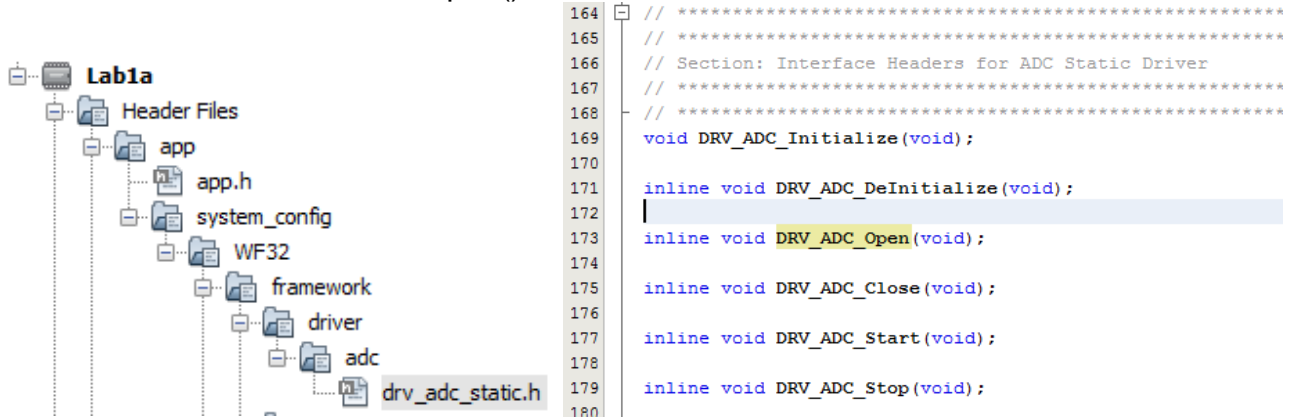 Lab1a
Header Files
app
app.h
system_config
WF32
framework
driver
adc
drv_adc_static.h
164 // ****************************************************
165 // ****************************************************
166 // Section: Interface Headers for ADC Static Driver
167 // ****************************************************
168 // ****************************************************
169 void DRV_ADC_Initialize(void);
170
171 inline void DRV_ADC_DeInitialize(void);
172
173 inline void DRV_ADC_Open(void);
174
175 inline void DRV_ADC_Close(void);
176
177 inline void DRV_ADC_Start(void);
178
179 inline void DRV_ADC_Stop(void);
180